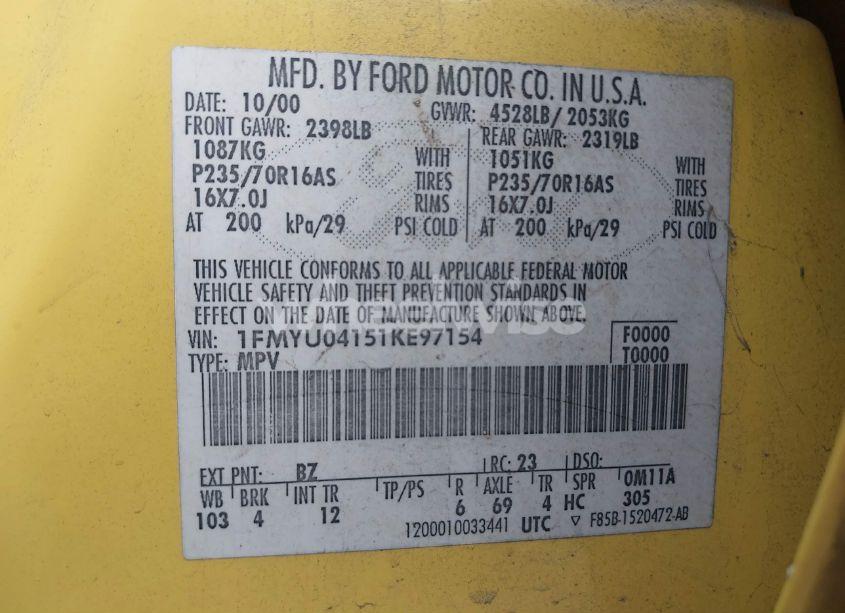 MFD. BY FORD MOTOR CO. IN U.S.A.
DATE: 10/00 GVWR: 4528LB/ 2053KG
FRONT GAWR: 2398LB REAR GAWR: 2319LB
1087KG WITH 1051KG WITH
P235/70R16AS TIRES P235/70R16AS TIRES
16X7.0J RIMS 16X7.0J RIMS
AT 200 kPa/29 PSI COLD AT 200 kPa/29 PSI COLD
THIS VEHICLE CONFORMS TO ALL APPLICABLE FEDERAL MOTOR
VEHICLE SAFETY AND THEFT PREVENTION STANDARDS IN
EFFECT ON THE DATE OF MANUFACTURE SHOWN ABOVE.
VIN: 1FMYU04151KE97154 F0000
TYPE: MPV T0000
EXT PNT: BZ RC: 23 DSO:
WB BRK INT TR TP/PS R AXLE TR SPR 0M11A
103 4 12 6 69 4 HC 305
1200010033441 UTC ▽ F85B-1520472-AB